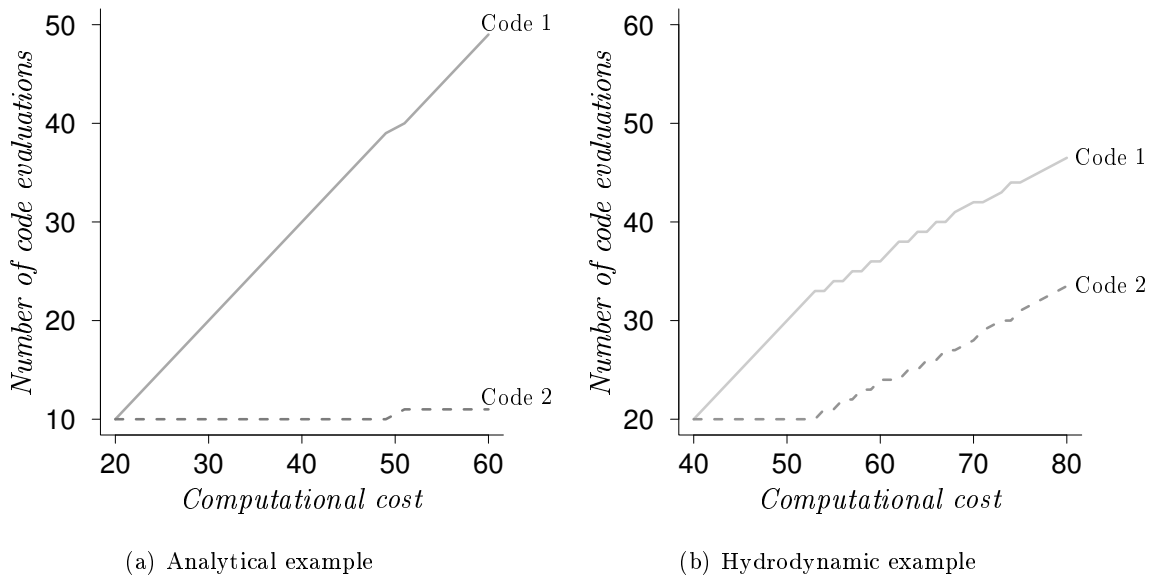 50
40
30
20
10
Number of code evaluations
Code 1
Code 2
20 30 40 50 60
Computational cost
(a) Analytical example
60
50
40
30
20
Number of code evaluations
Code 1
Code 2
40 50 60 70 80
Computational cost
(b) Hydrodynamic example